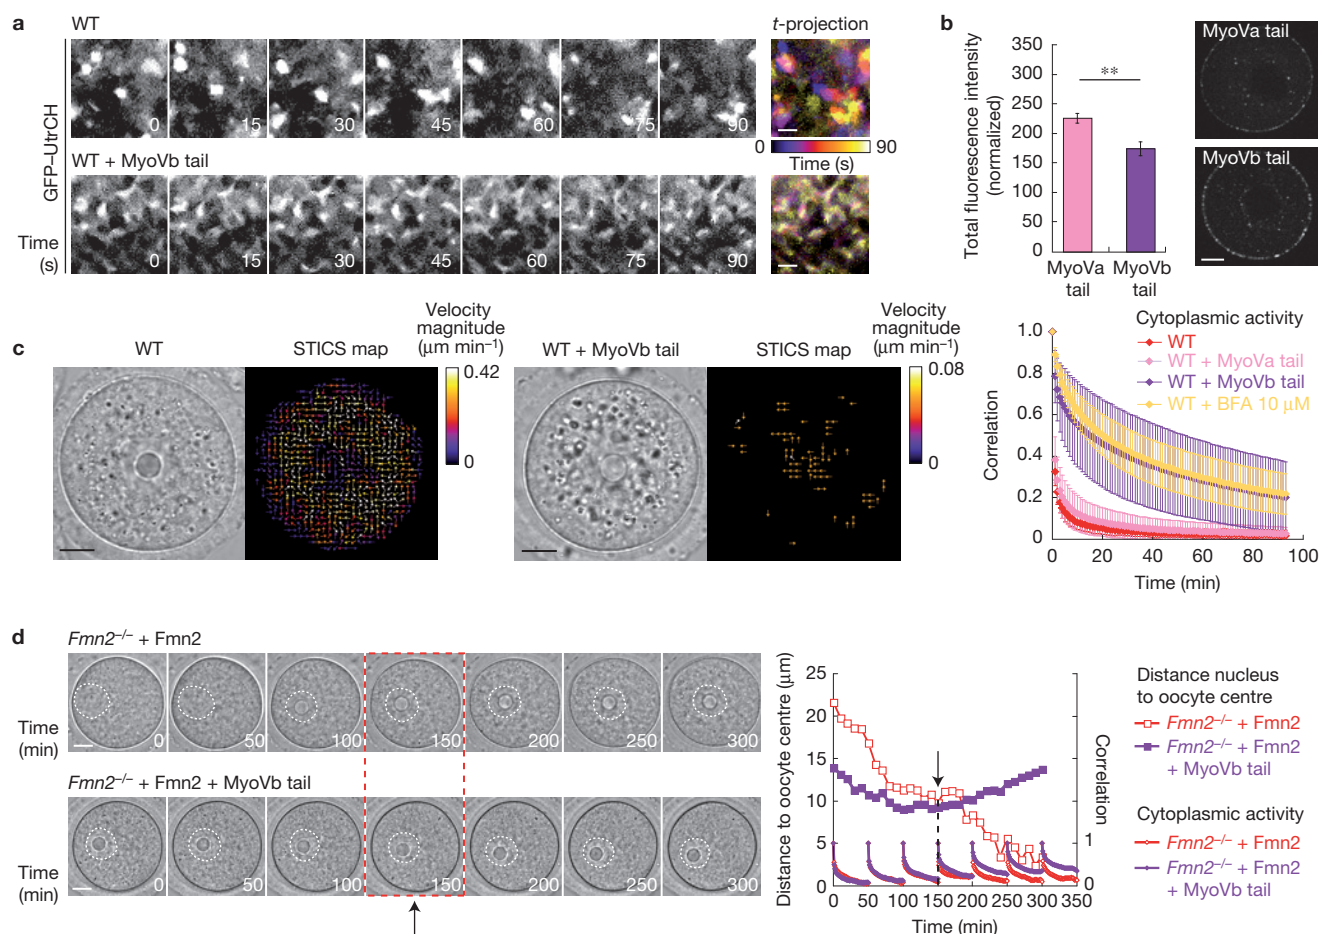 a
WT
GFP–UtrCH
0 15 30 45 60 75 90
t-projection
0 90
Time (s)
WT + MyoVb tail
Time
(s)
0 15 30 45 60 75 90
b
Total fluorescence intensity
(normalized)
350
300
250
200
150
100
50
0
**
MyoVa
tail
MyoVb
tail
MyoVa tail
MyoVb tail
c
WT
STICS map
Velocity
magnitude
(µm min–1)
0.42
0
WT + MyoVb tail
STICS map
Velocity
magnitude
(µm min–1)
0.08
0
Cytoplasmic activity
WT
WT + MyoVa tail
WT + MyoVb tail
WT + BFA 10 µM
Correlation
1.0
0.8
0.6
0.4
0.2
0
0 20 40 60 80 100
Time (min)
d
Fmn2–/– + Fmn2
Time
(min)
0 50 100 150 200 250 300
Fmn2–/– + Fmn2 + MyoVb tail
Time
(min)
0 50 100 150 200 250 300
Distance to oocyte centre (µm)
25
20
15
10
5
0
0 50 100 150 200 250 300 350
Time (min)
Correlation
1
0
Distance nucleus
to oocyte centre
Fmn2–/– + Fmn2
Fmn2–/– + Fmn2
+ MyoVb tail
Cytoplasmic activity
Fmn2–/– + Fmn2
Fmn2–/– + Fmn2
+ MyoVb tail